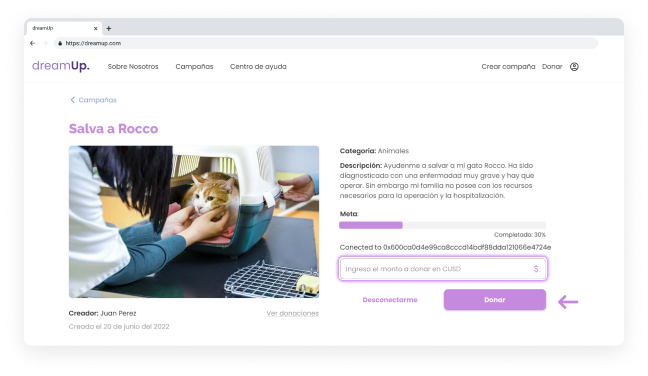 dreamUp x +
https://dreamup.com
dreamUp. Sobre Nosotros Campañas Centro de ayuda Crear campaña Donar
Campañas
Salva a Rocco
Categoría: Animales
Descripción: Ayudenme a salvar a mi gato Rocco. Ha sido
diagnosticado con una enfermadad muy grave y hay que
operar. Sin embargo mi familia no posee con los recursos
necesarios para la operación y la hospitalización.
Meta:
Completado: 30%
Conected to 0x600ca0d4e99ca8cccd14bdf88dda121066e4724e
Ingresa el monto a donar en CUSD $
Desconectarme Donar
Creador: Juan Perez Ver donaciones
Creada el 20 de junio del 2022